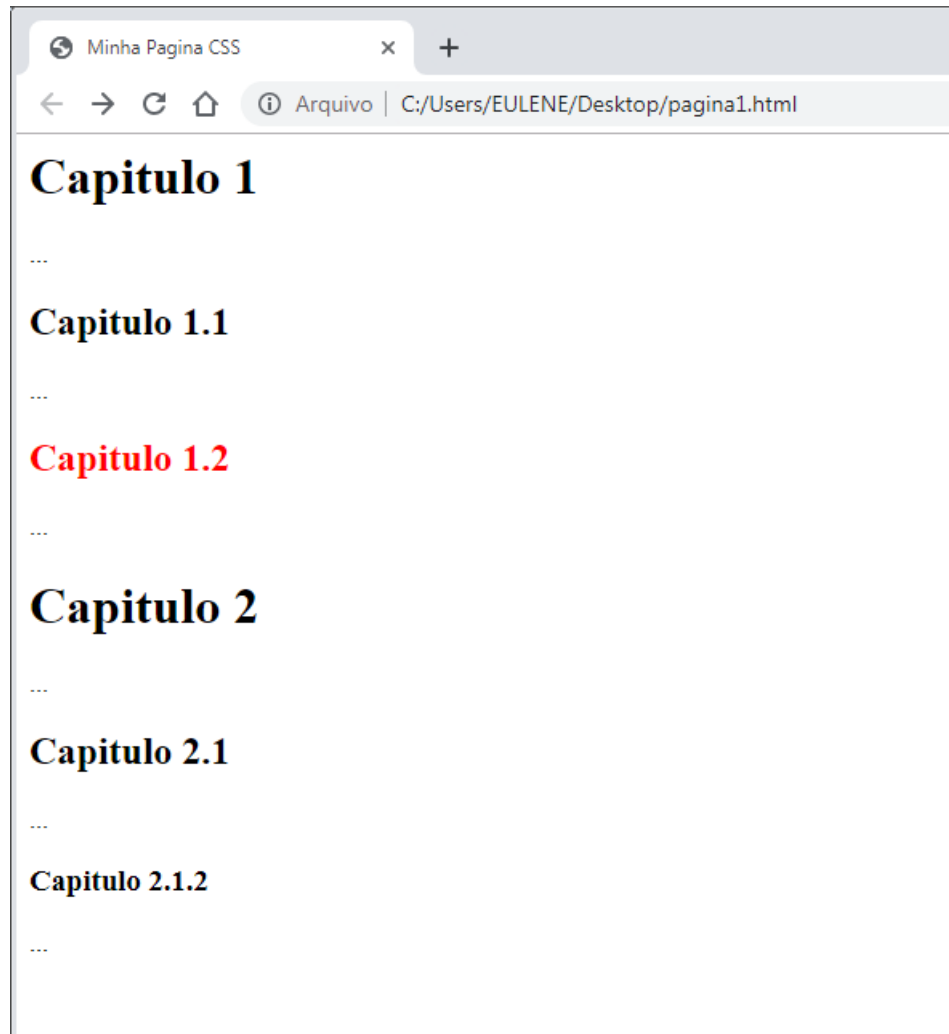 Minha Pagina CSS
Arquivo | C:/Users/EULENE/Desktop/pagina1.html
Capitulo 1
...
Capitulo 1.1
...
Capitulo 1.2
...
Capitulo 2
...
Capitulo 2.1
...
Capitulo 2.1.2
...